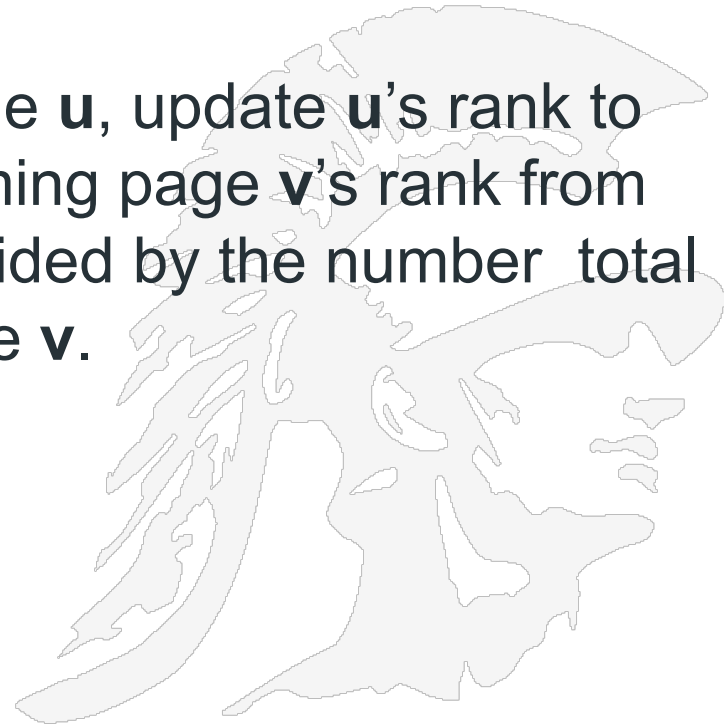 e u, update u’s rank to
ning page v’s rank from
ided by the number  total
e v.